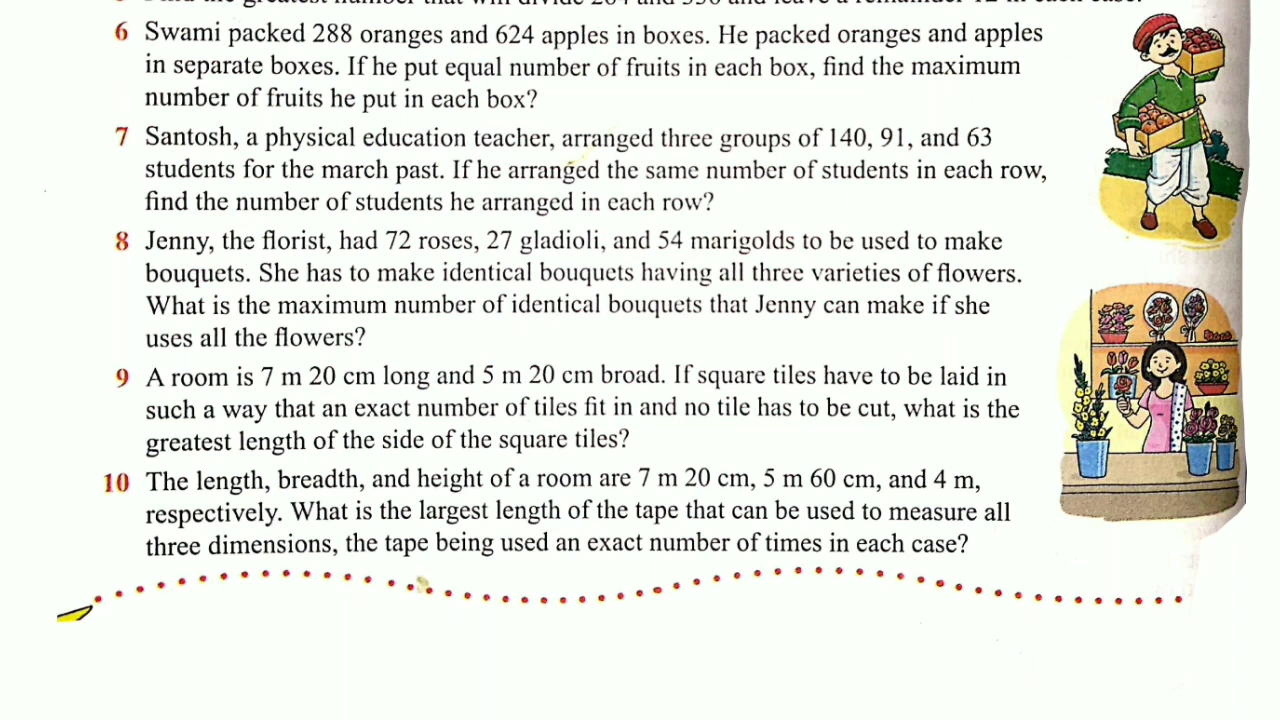 6 Swami packed 288 oranges and 624 apples in boxes. He packed oranges and apples
in separate boxes. If he put equal number of fruits in each box, find the maximum
number of fruits he put in each box?
7 Santosh, a physical education teacher, arranged three groups of 140, 91, and 63
students for the march past. If he arranged the same number of students in each row,
find the number of students he arranged in each row?
8 Jenny, the florist, had 72 roses, 27 gladioli, and 54 marigolds to be used to make
bouquets. She has to make identical bouquets having all three varieties of flowers.
What is the maximum number of identical bouquets that Jenny can make if she
uses all the flowers?
9 A room is 7 m 20 cm long and 5 m 20 cm broad. If square tiles have to be laid in
such a way that an exact number of tiles fit in and no tile has to be cut, what is the
greatest length of the side of the square tiles?
10 The length, breadth, and height of a room are 7 m 20 cm, 5 m 60 cm, and 4 m,
respectively. What is the largest length of the tape that can be used to measure all
three dimensions, the tape being used an exact number of times in each case?